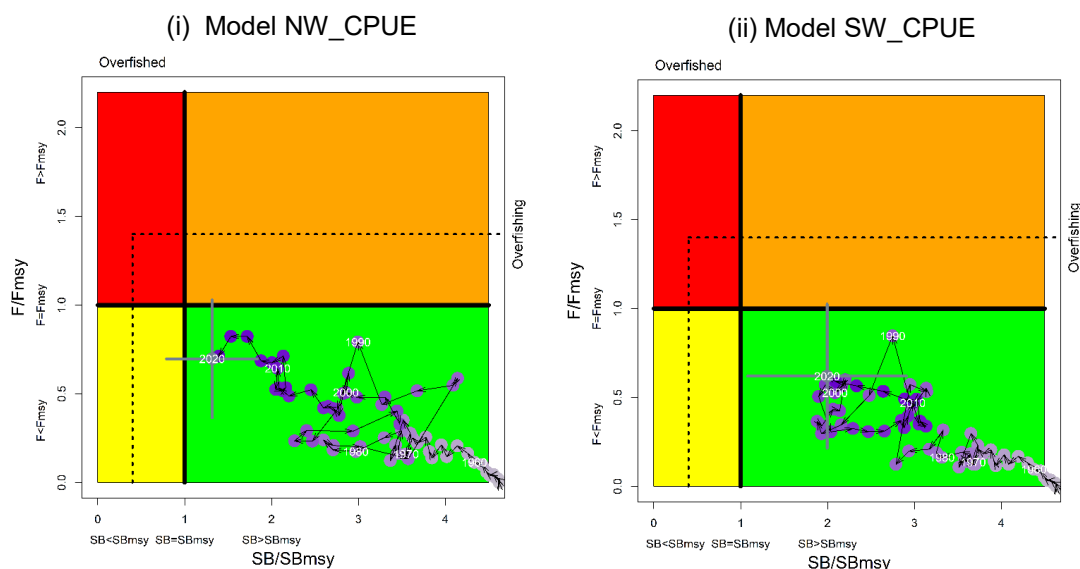 (i) Model NW_CPUE
(ii) Model SW_CPUE
Overfished
2.0
1.5
1.0
0.5
0.0
F>Fmsy
F=Fmsy
F<Fmsy
F/Fmsy
Overfishing
1990
2020
2010
2000
1980
1970
1960
0
1
2
3
4
SB<SBmsy
SB=SBmsy
SB>SBmsy
SB/SBmsy
Overfished
2.0
1.5
1.0
0.5
0.0
F>Fmsy
F=Fmsy
F<Fmsy
F/Fmsy
Overfishing
1990
2020
2000
2010
1980
1970
1960
0
1
2
3
4
SB<SBmsy
SB=SBmsy
SB>SBmsy
SB/SBmsy